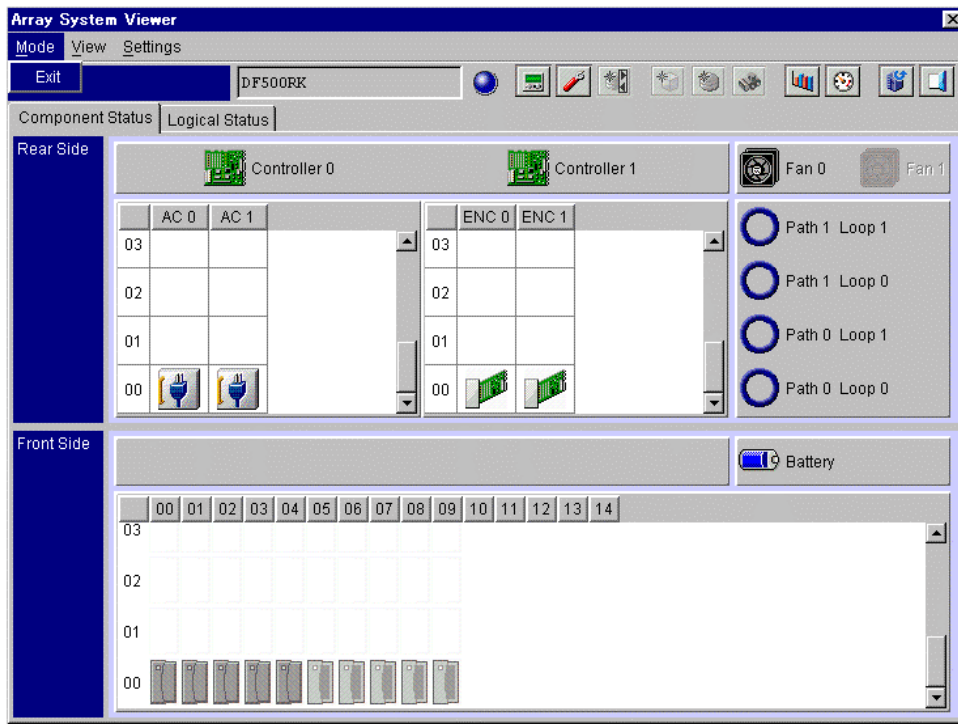 Array System Viewer
Mode View Settings
Exit
DF500RK
Component Status Logical Status
Rear Side
Controller 0 Controller 1
Fan 0 Fan 1
AC 0 AC 1
03
02
01
00
ENC 0 ENC 1
03
02
01
00
Path 1 Loop 1
Path 1 Loop 0
Path 0 Loop 1
Path 0 Loop 0
Front Side
Battery
00 01 02 03 04 05 06 07 08 09 10 11 12 13 14
03
02
01
00